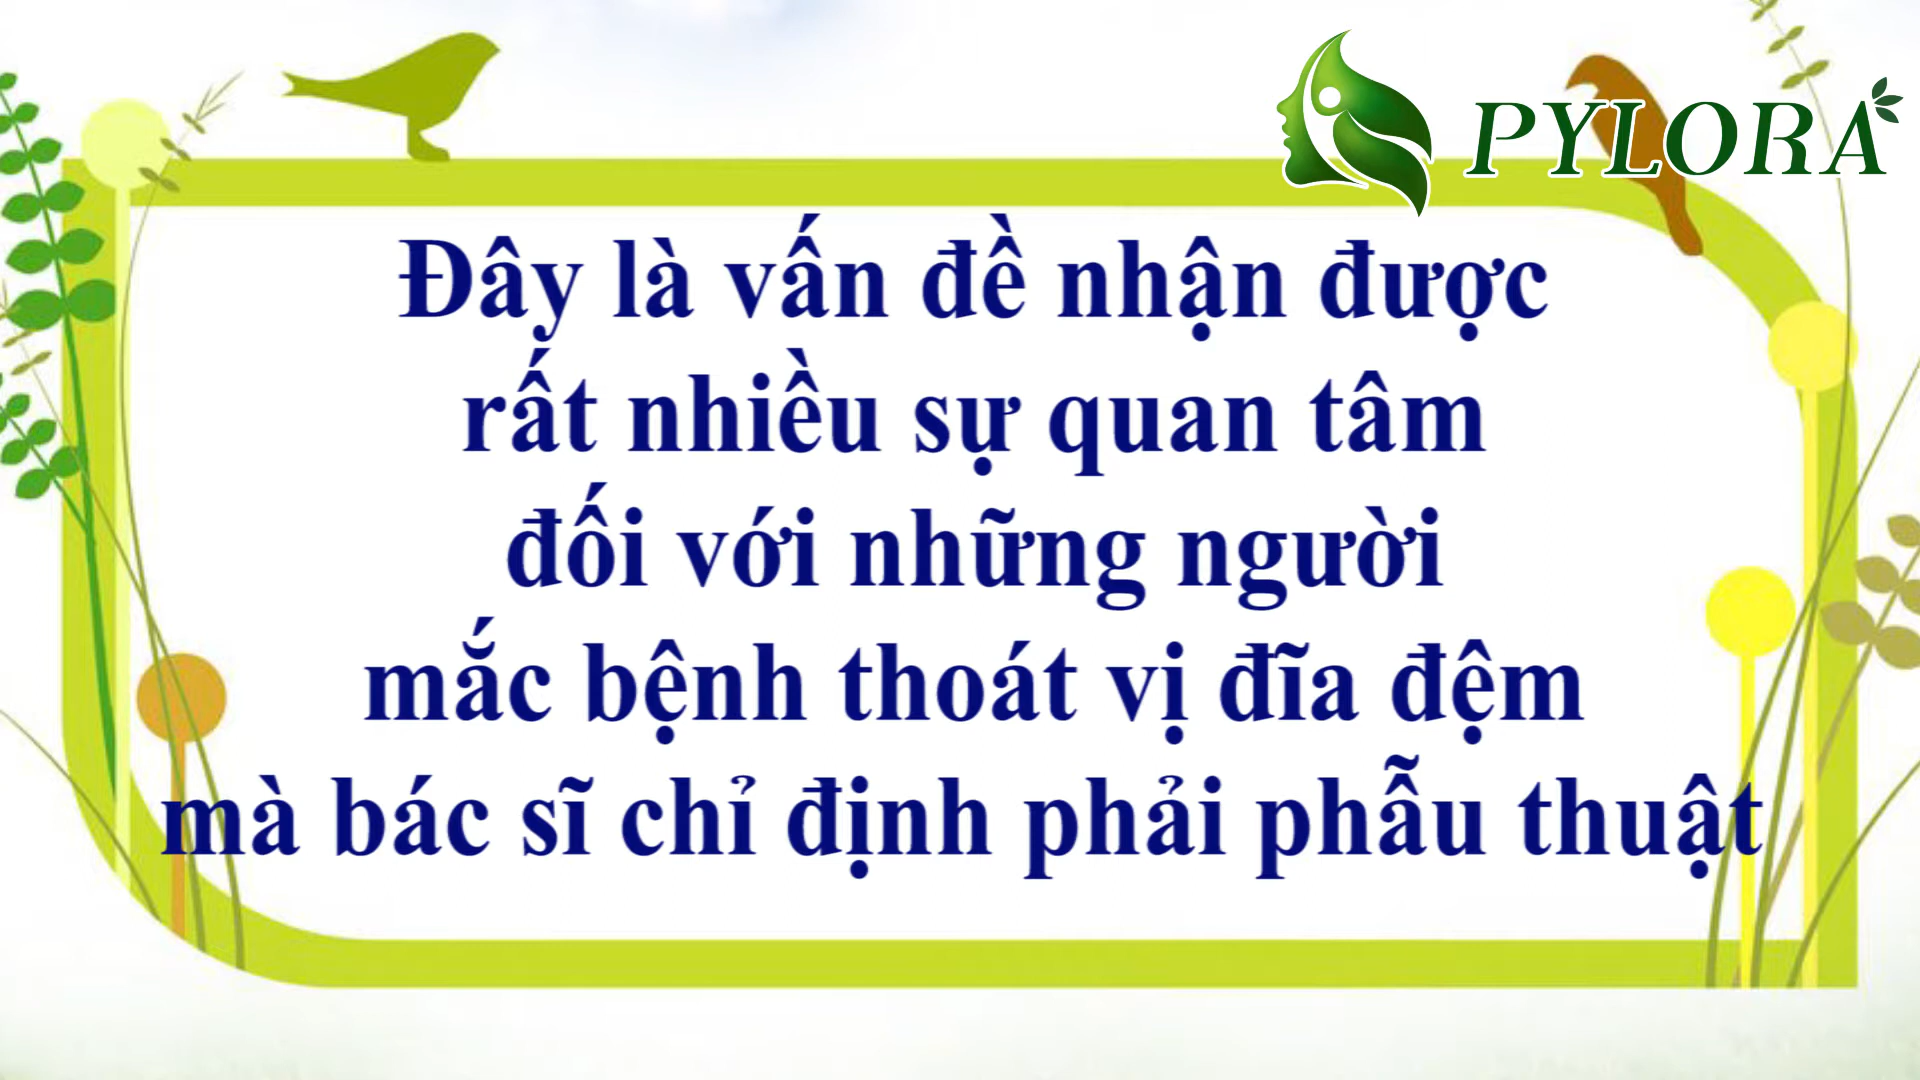 PYLORA
Đây là vấn đề nhận được
rất nhiều sự quan tâm
đối với những người
mắc bệnh thoát vị đĩa đệm
mà bác sĩ chỉ định phải phẫu thuật